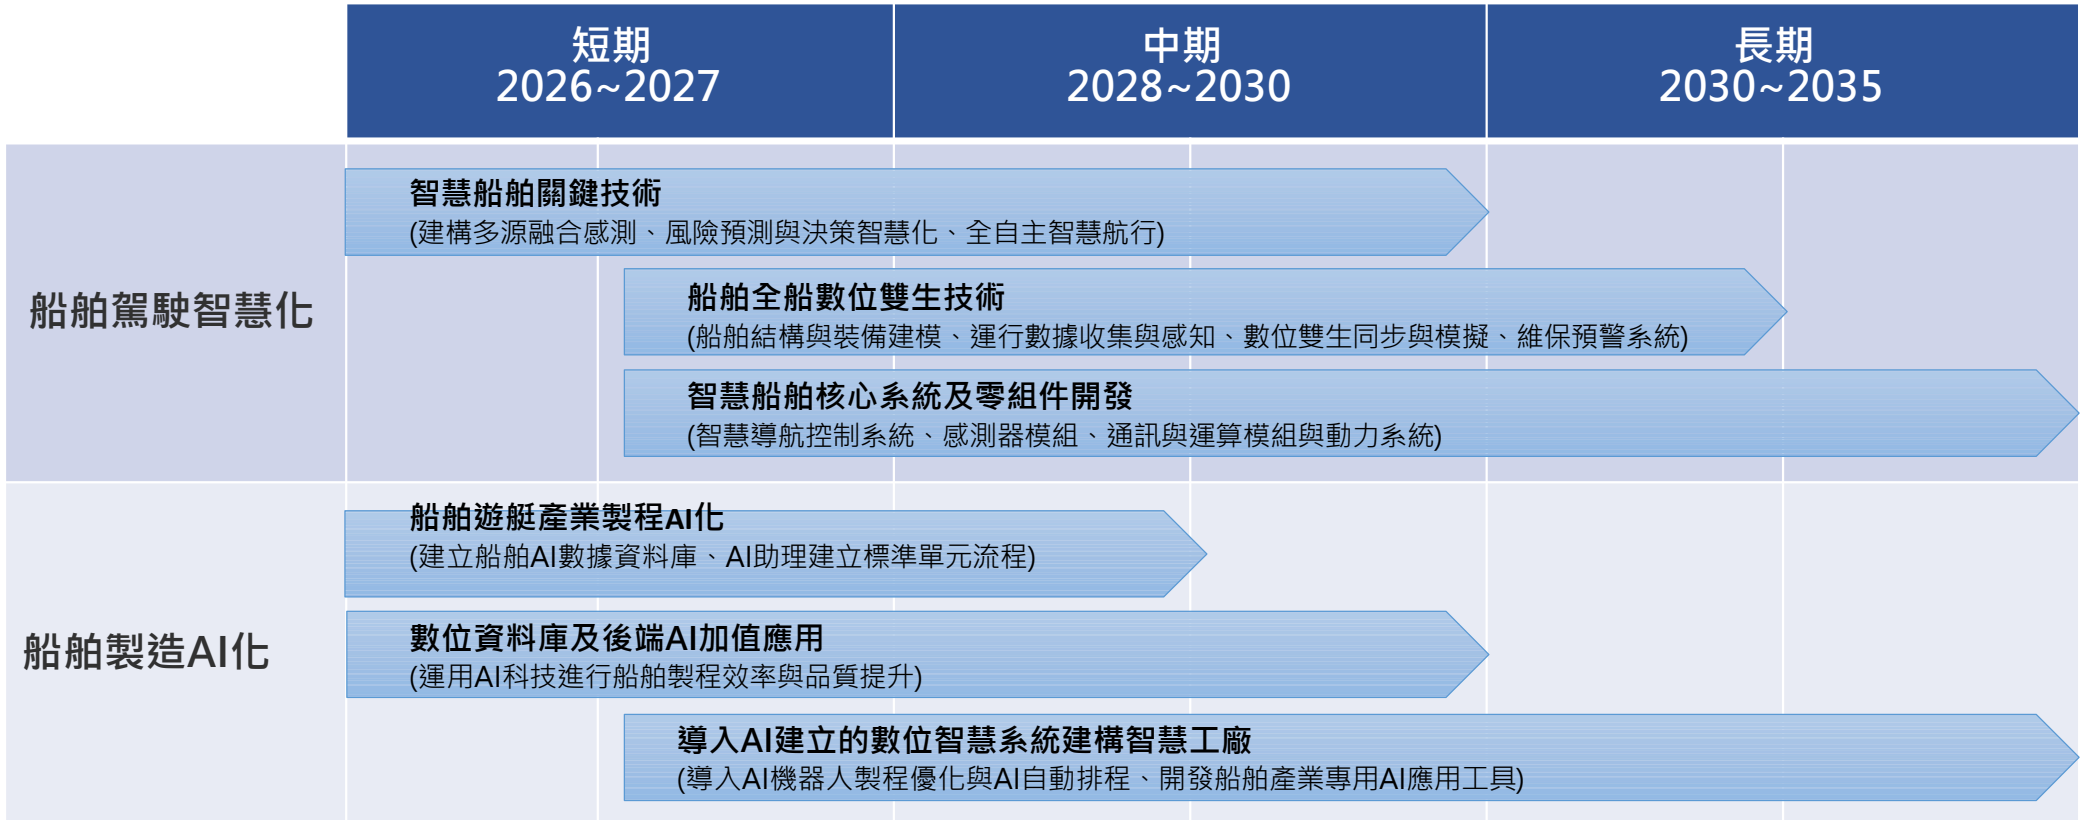 短期
2026~2027
中期
2028~2030
長期
2030~2035
船舶駕駛智慧化
智慧船舶關鍵技術
(建構多源融合感測、風險預測與決策智慧化、全自主智慧航行)
船舶全船數位雙生技術
(船舶結構與裝備建模、運行數據收集與感知、數位雙生同步與模擬、維保預警系統)
智慧船舶核心系統及零組件開發
(智慧導航控制系統、感測器模組、通訊與運算模組與動力系統)
船舶製造AI化
船舶遊艇產業製程AI化
(建立船舶AI數據資料庫、AI助理建立標準單元流程)
數位資料庫及後端AI加值應用
(運用AI科技進行船舶製程效率與品質提升)
導入AI建立的數位智慧系統建構智慧工廠
(導入AI機器人製程優化與AI自動排程、開發船舶產業專用AI應用工具)